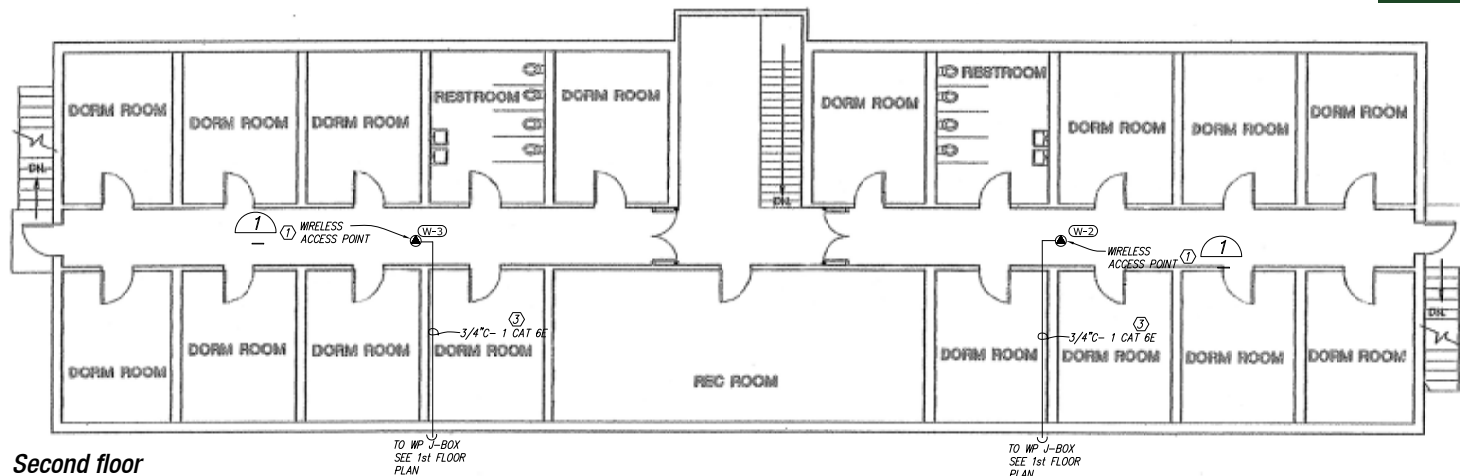 DORM ROOM
DORM ROOM
DORM ROOM
RESTROOM
DORM ROOM
DORM ROOM
RESTROOM
DORM ROOM
DORM ROOM
DORM ROOM
DN.
DN.
1
1
WIRELESS
ACCESS POINT
W-3
W-2
WIRELESS
ACCESS POINT
1
1
DN.
3
3/4"C- 1 CAT 6E
3
3/4"C- 1 CAT 6E
DORM ROOM
DORM ROOM
DORM ROOM
DORM ROOM
REC ROOM
DORM ROOM
DORM ROOM
DORM ROOM
DORM ROOM
TO WP J-BOX
SEE 1st FLOOR
PLAN
TO WP J-BOX
SEE 1st FLOOR
PLAN
Second floor